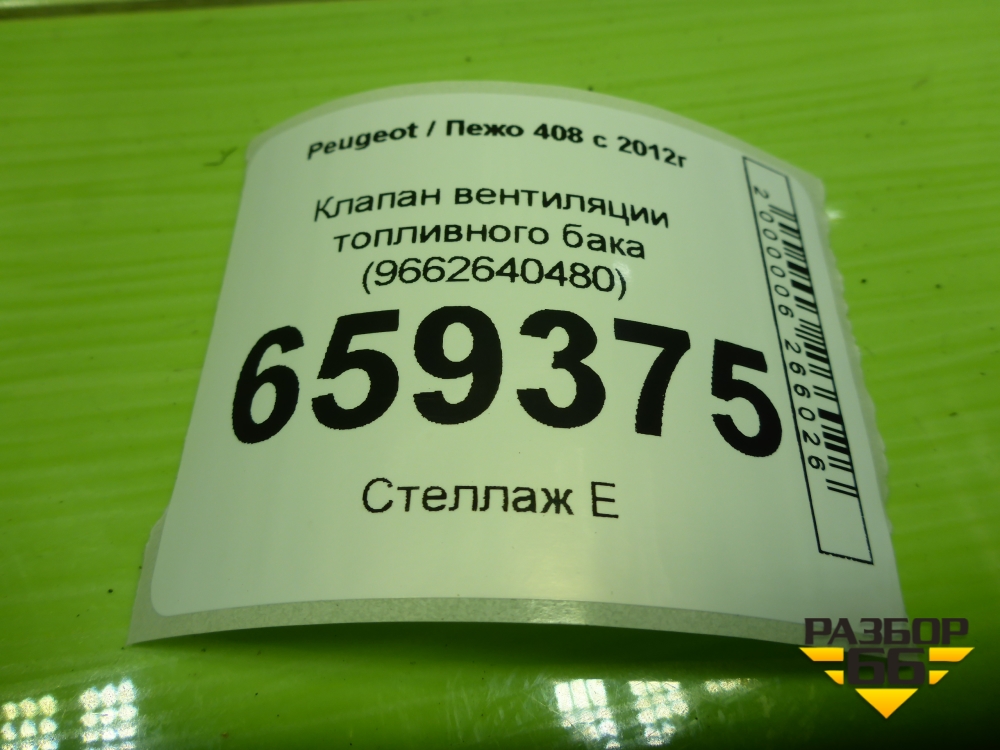 Peugeot / Пежо 408 с 2012г
Клапан вентиляции
топливного бака
(9662640480)
659375
Стеллаж Е
2000006266026
РАЗБОР
66